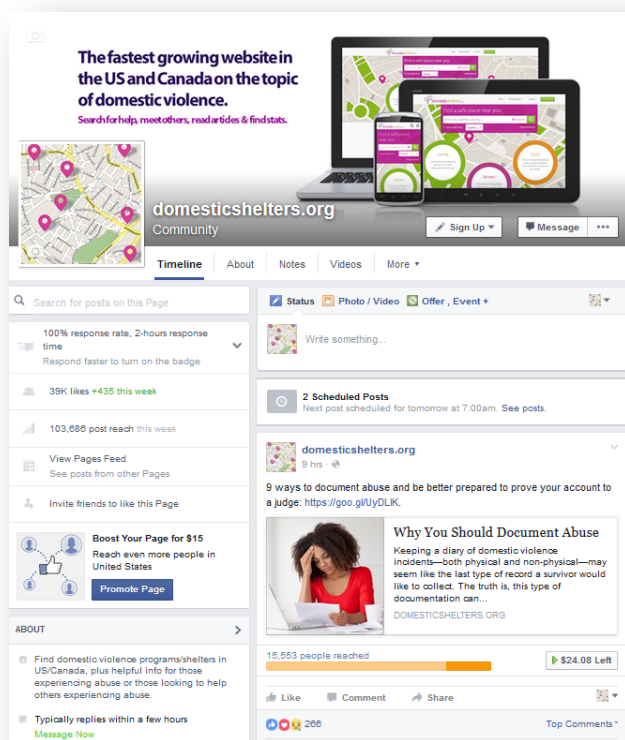 The fastest growing website in
the US and Canada on the topic
of domestic violence.
Search for help, meet others, read articles & find stats.
domesticshelters.org
Community
Sign Up
Message
Timeline
About
Notes
Videos
More
Search for posts on this Page
100% response rate, 2-hours response
time
Respond faster to turn on the badge
39K likes +435 this week
103,686 post reach this week
View Pages Feed
See posts from other Pages
Invite friends to like this Page
Boost Your Page for $15
Reach even more people in
United States
Promote Page
ABOUT
Find domestic violence programs/shelters in
US/Canada, plus helpful info for those
experiencing abuse or those looking to help
others experiencing abuse.
Typically replies within a few hours
Message Now
Status
Photo / Video
Offer , Event +
Write something...
2 Scheduled Posts
Next post scheduled for tomorrow at 7:00am. See posts.
domesticshelters.org
9 hrs ·
9 ways to document abuse and be better prepared to prove your account to
a judge: https://goo.gl/UyDLIK.
Why You Should Document Abuse
Keeping a diary of domestic violence
incidents—both physical and non-physical—may
seem like the last type of record a survivor would
like to collect. The truth is, this type of
documentation can...
DOMESTICSHELTERS.ORG
15,553 people reached
$24.08 Left
Like
Comment
Share
266
Top Comments